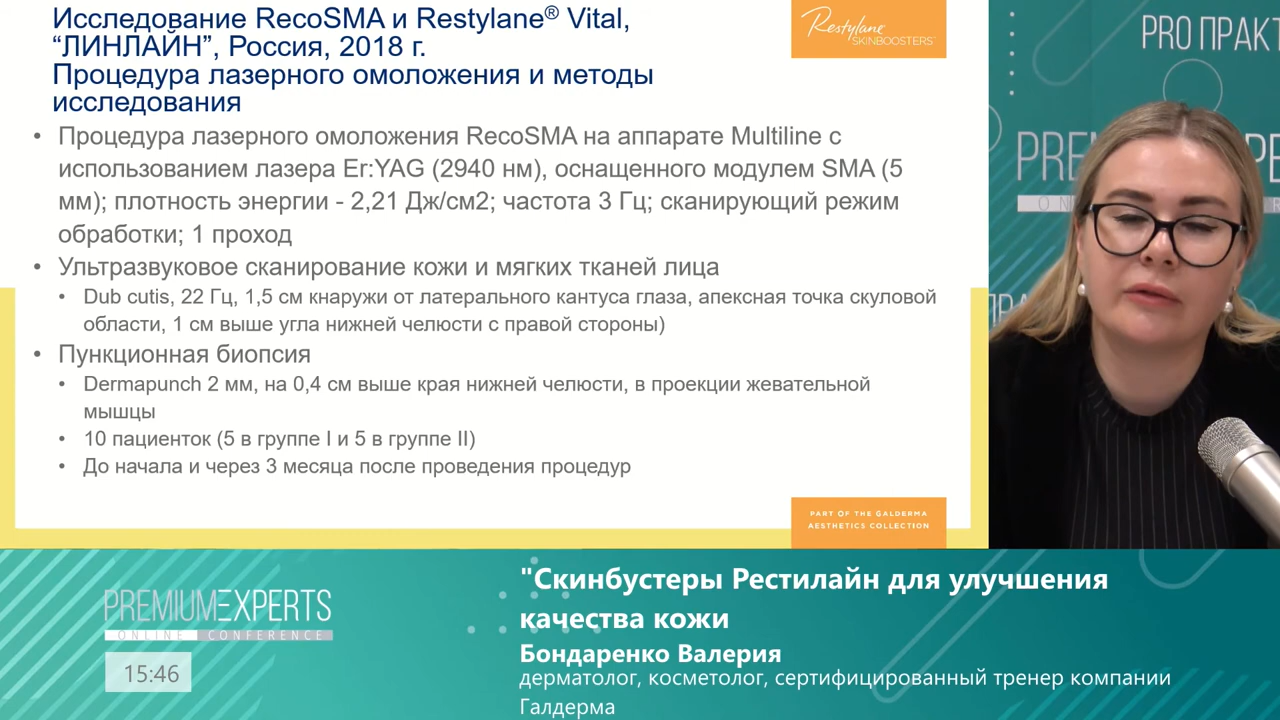 Исследование RecoSMA и Restylane® Vital,
“ЛИНЛАЙН”, Россия, 2018 г.
Процедура лазерного омоложения и методы
исследования
Restylane
SKINBOOSTERS™
• Процедура лазерного омоложения RecoSMA на аппарате Multiline с
использованием лазера Er:YAG (2940 нм), оснащенного модулем SMA (5
мм); плотность энергии - 2,21 Дж/см2; частота 3 Гц; сканирующий режим
обработки; 1 проход
• Ультразвуковое сканирование кожи и мягких тканей лица
• Dub cutis, 22 Гц, 1,5 см кнаружи от латерального кантуса глаза, апексная точка скуловой
области, 1 см выше угла нижней челюсти с правой стороны)
• Пункционная биопсия
• Dermapunch 2 мм, на 0,4 см выше края нижней челюсти, в проекции жевательной
мышцы
• 10 пациенток (5 в группе I и 5 в группе II)
• До начала и через 3 месяца после проведения процедур
PART OF THE GALDERMA
AESTHETICS COLLECTION
PRO ПРАКТ
PRE
PREMIUMEXPERTS
ONLINE CONFERENCE
15:46
"Скинбустеры Рестилайн для улучшения
качества кожи
Бондаренко Валерия
дерматолог, косметолог, сертифицированный тренер компании
Галдерма